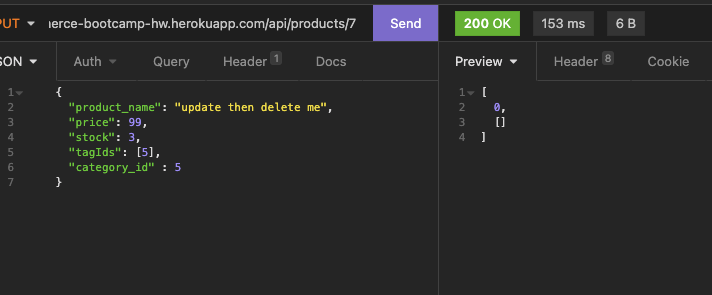 PUT erce-bootcamp-hw.herokuapp.com/api/products/7 Send 200 OK 153 ms 6 B
SON Auth Query Header 1 Docs Preview Header 8 Cookie
1 {
2 "product_name": "update then delete me",
3 "price": 99,
4 "stock": 3,
5 "tagIds": [5],
6 "category_id" : 5
7 }
1 [
2 0,
3 []
4 ]